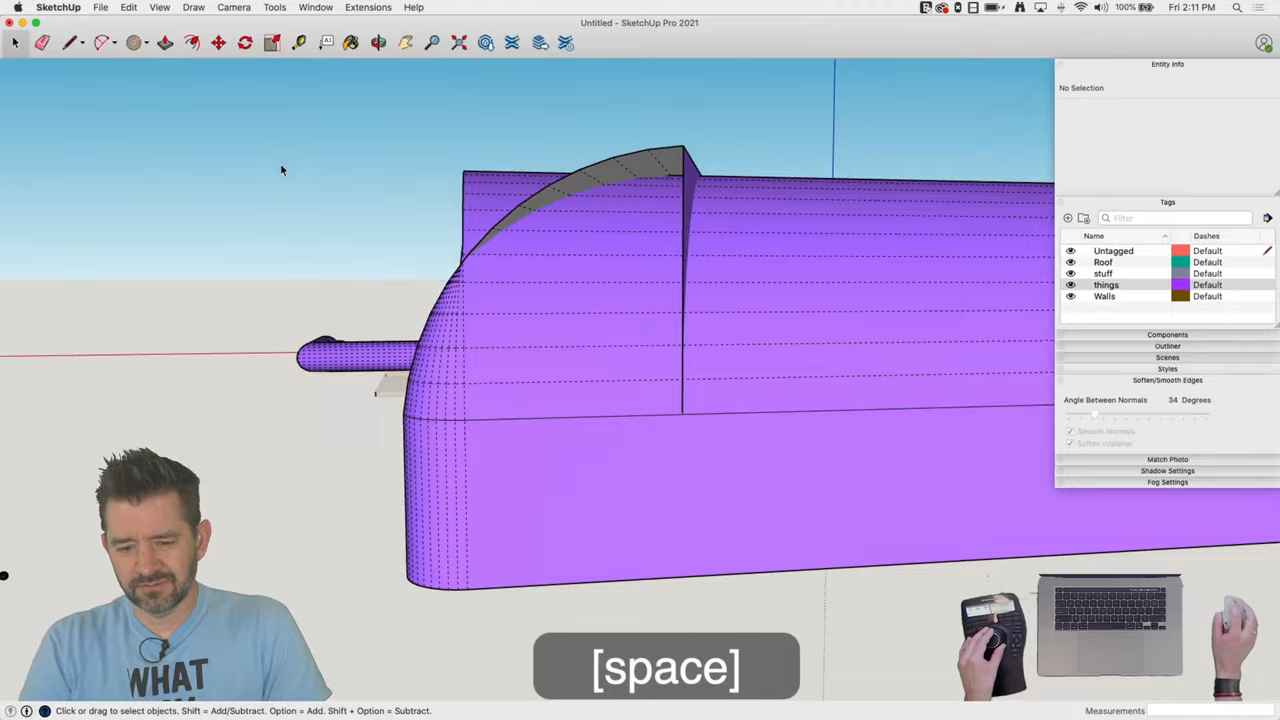 SketchUp File Edit View Draw Camera Tools Window Extensions Help
100% Fri 2:11 PM
Untitled - SketchUp Pro 2021
Entity Info
No Selection
Tags
Filter
Name Dashes
Untagged Default
Roof Default
stuff Default
things Default
Walls Default
Components
Outliner
Scenes
Styles
Soften/Smooth Edges
Angle Between Normals 34 Degrees
Smooth Normals
Soften coplanar
Match Photo
Shadow Settings
Fog Settings
WHAT
[space]
Click or drag to select objects. Shift = Add/Subtract. Option = Add. Shift + Option = Subtract.
Measurements